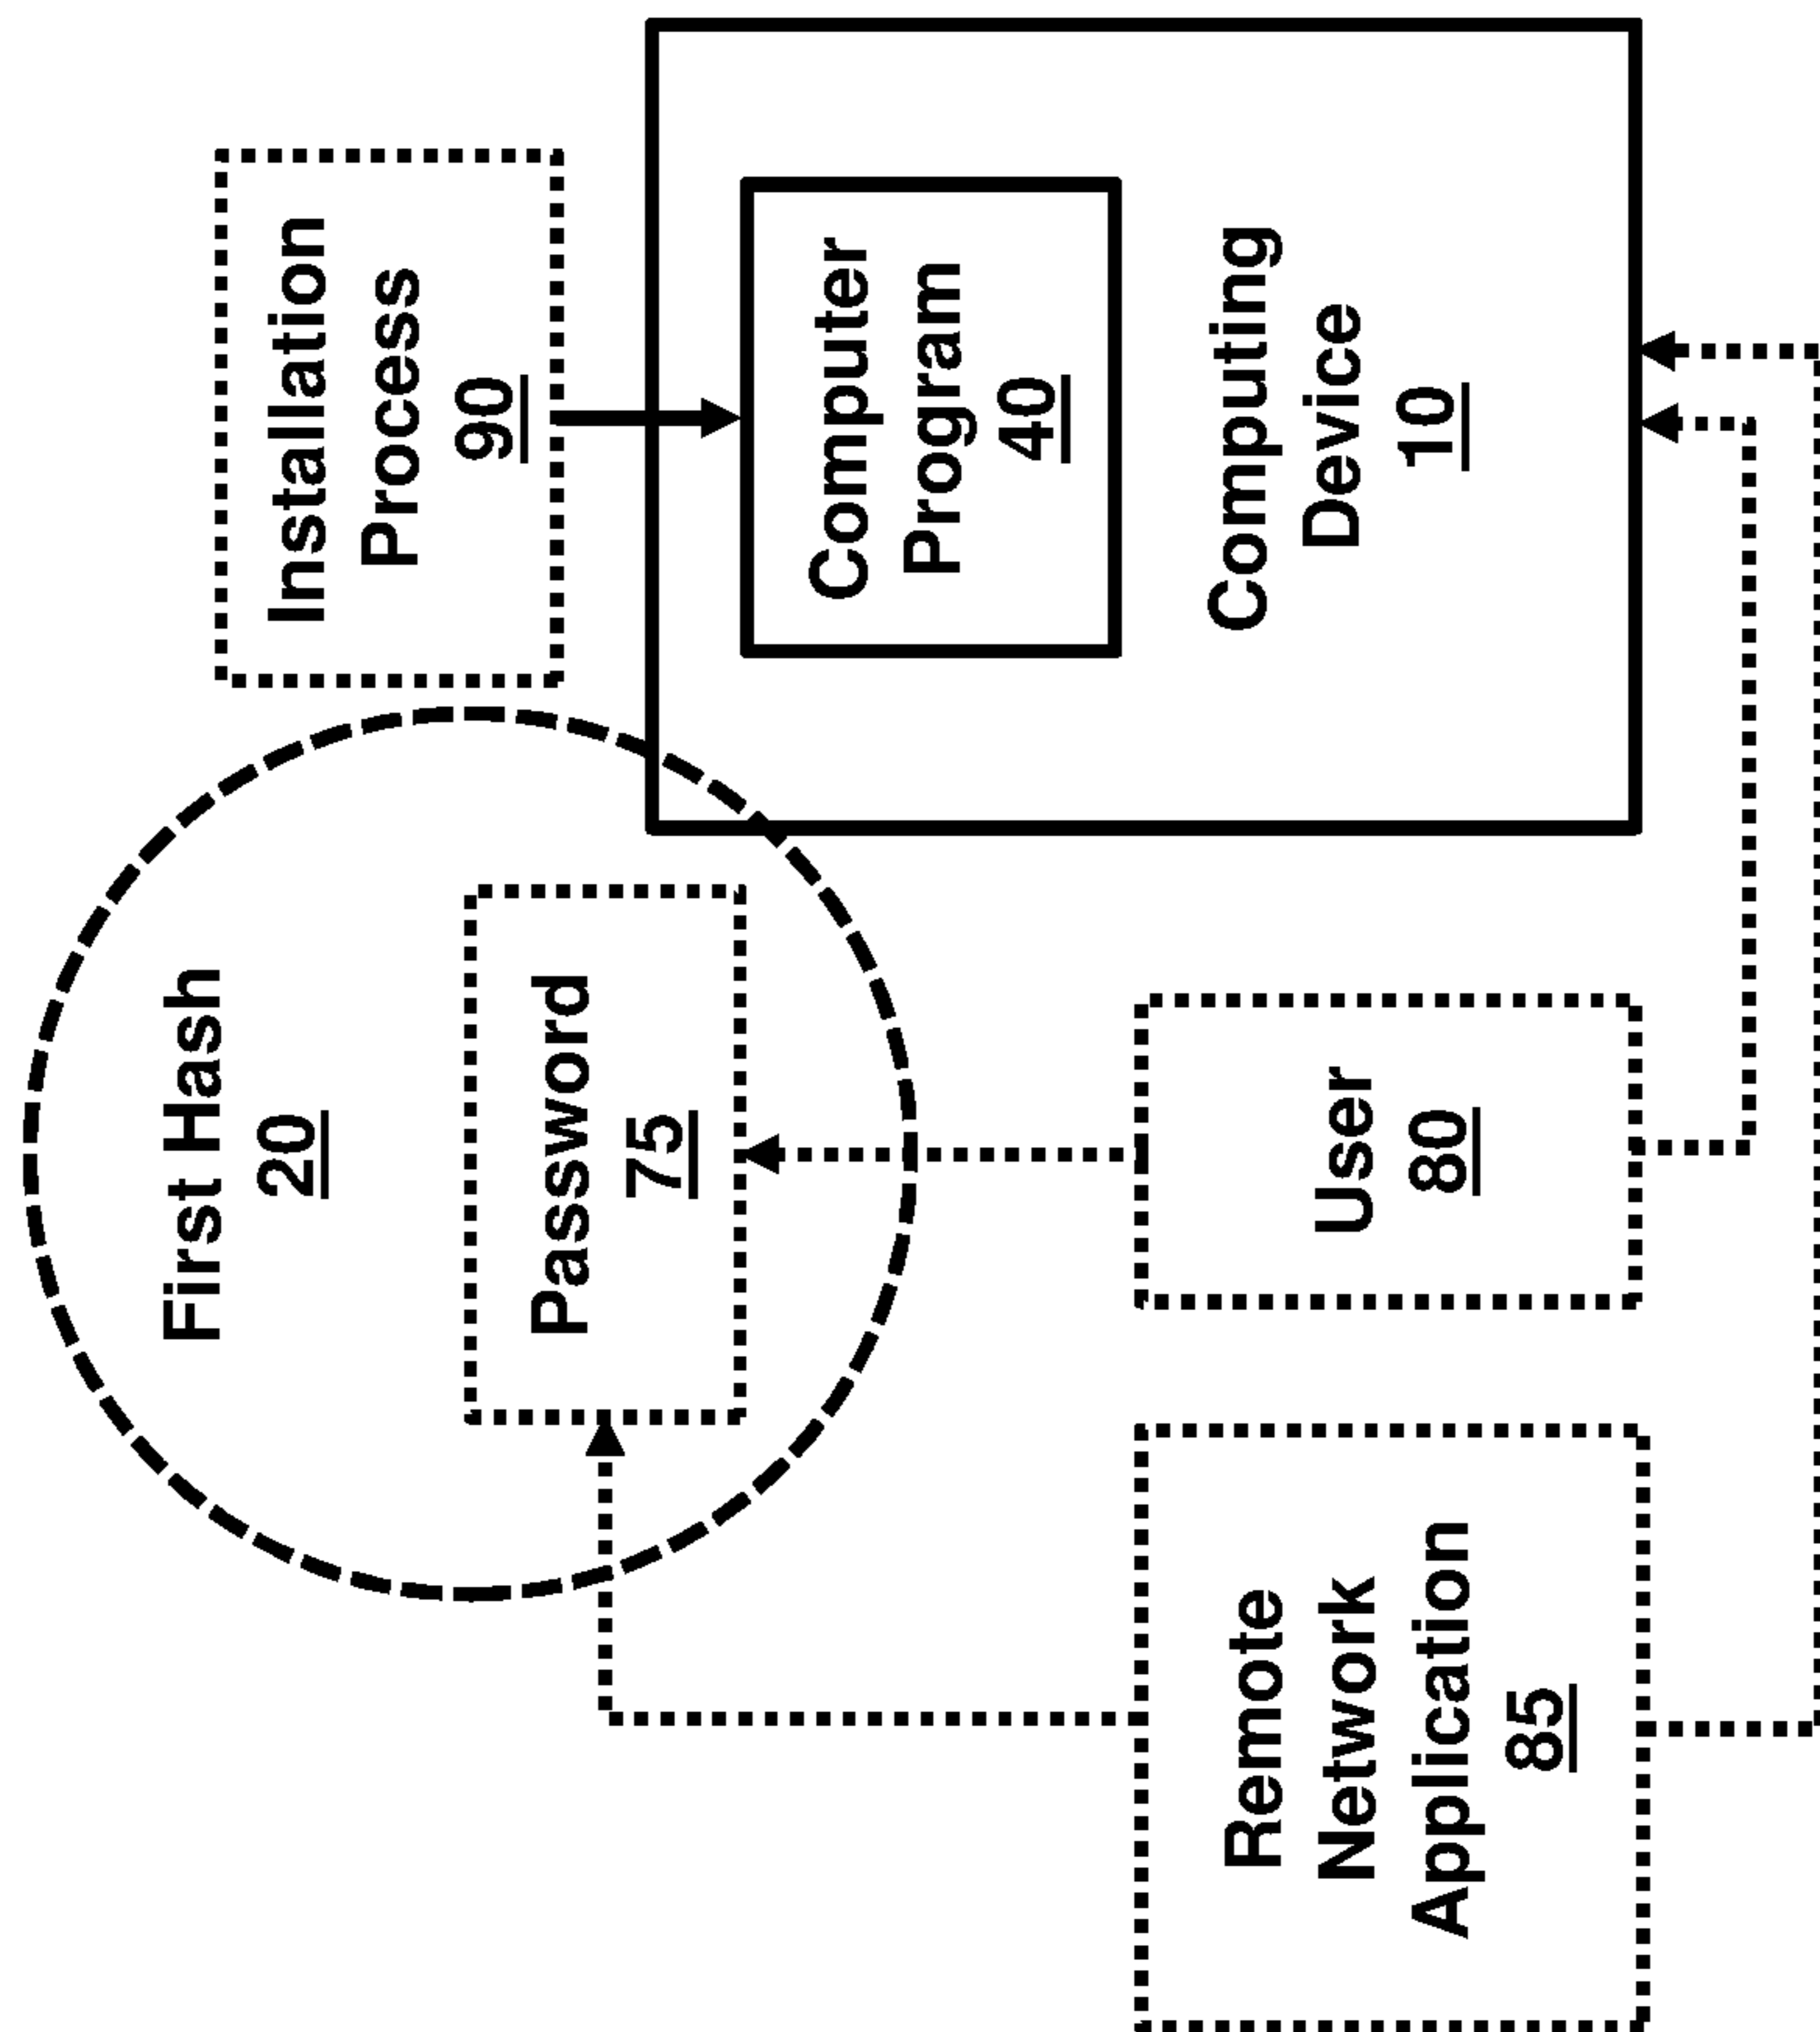 First Hash
20
Password
75
Installation
Process
90
Computer
Program
40
Computing
Device
10
User
80
Remote
Network
Application
85